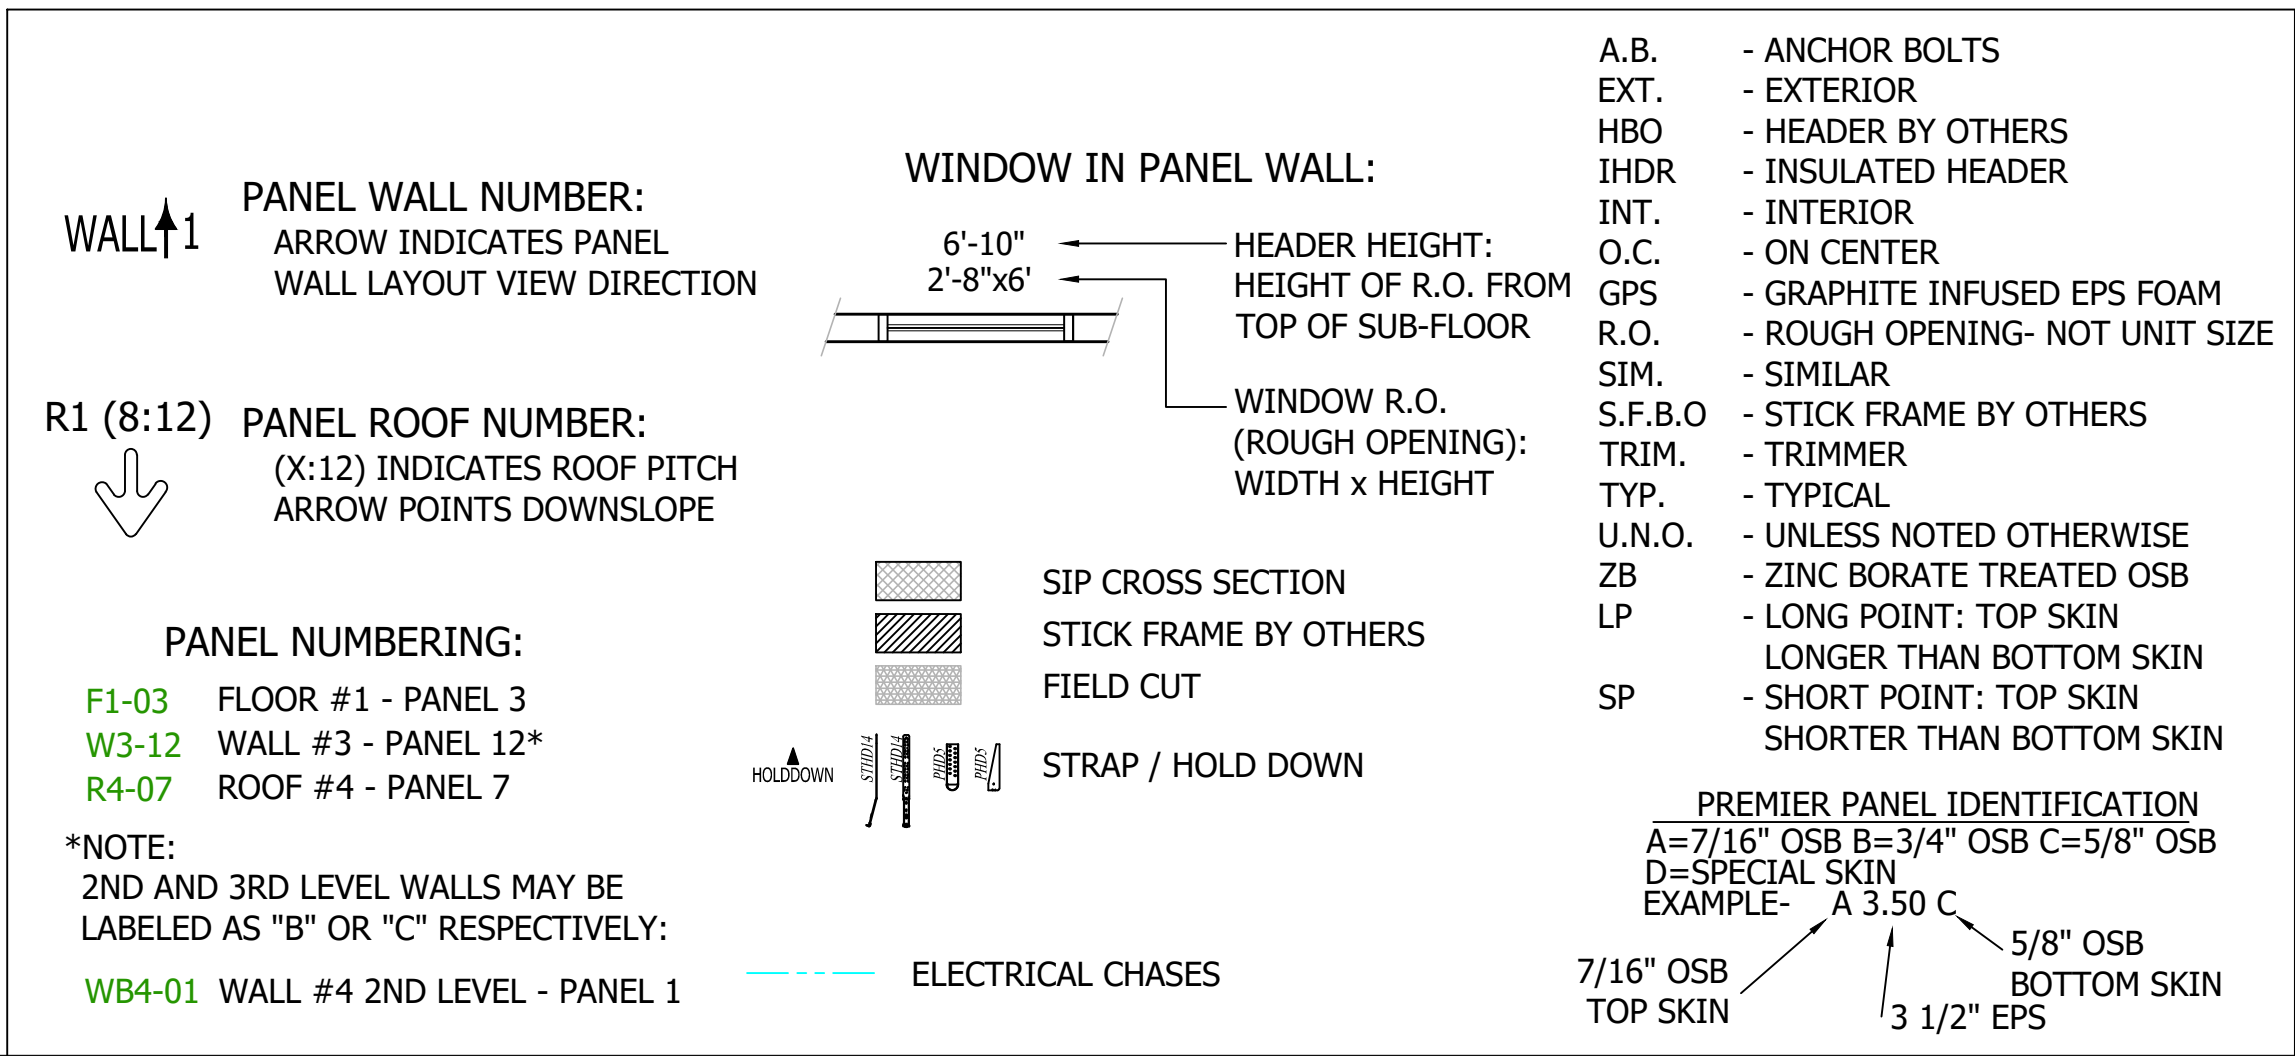 WALL 1
PANEL WALL NUMBER:
ARROW INDICATES PANEL
WALL LAYOUT VIEW DIRECTION
R1 (8:12)
PANEL ROOF NUMBER:
(X:12) INDICATES ROOF PITCH
ARROW POINTS DOWNSLOPE
PANEL NUMBERING:
F1-03 FLOOR #1 - PANEL 3
W3-12 WALL #3 - PANEL 12*
R4-07 ROOF #4 - PANEL 7
*NOTE:
2ND AND 3RD LEVEL WALLS MAY BE
LABELED AS "B" OR "C" RESPECTIVELY:
WB4-01 WALL #4 2ND LEVEL - PANEL 1
WINDOW IN PANEL WALL:
6'-10"
2'-8"x6'
HEADER HEIGHT:
HEIGHT OF R.O. FROM
TOP OF SUB-FLOOR
WINDOW R.O.
(ROUGH OPENING):
WIDTH x HEIGHT
SIP CROSS SECTION
STICK FRAME BY OTHERS
FIELD CUT
HOLDDOWN
STHD14
STHD14
PHD5
PHD5
STRAP / HOLD DOWN
ELECTRICAL CHASES
A.B. - ANCHOR BOLTS
EXT. - EXTERIOR
HBO - HEADER BY OTHERS
IHDR - INSULATED HEADER
INT. - INTERIOR
O.C. - ON CENTER
GPS - GRAPHITE INFUSED EPS FOAM
R.O. - ROUGH OPENING- NOT UNIT SIZE
SIM. - SIMILAR
S.F.B.O - STICK FRAME BY OTHERS
TRIM. - TRIMMER
TYP. - TYPICAL
U.N.O. - UNLESS NOTED OTHERWISE
ZB - ZINC BORATE TREATED OSB
LP - LONG POINT: TOP SKIN
LONGER THAN BOTTOM SKIN
SP - SHORT POINT: TOP SKIN
SHORTER THAN BOTTOM SKIN
PREMIER PANEL IDENTIFICATION
A=7/16" OSB B=3/4" OSB C=5/8" OSB
D=SPECIAL SKIN
EXAMPLE- A 3.50 C
7/16" OSB
TOP SKIN
3 1/2" EPS
5/8" OSB
BOTTOM SKIN